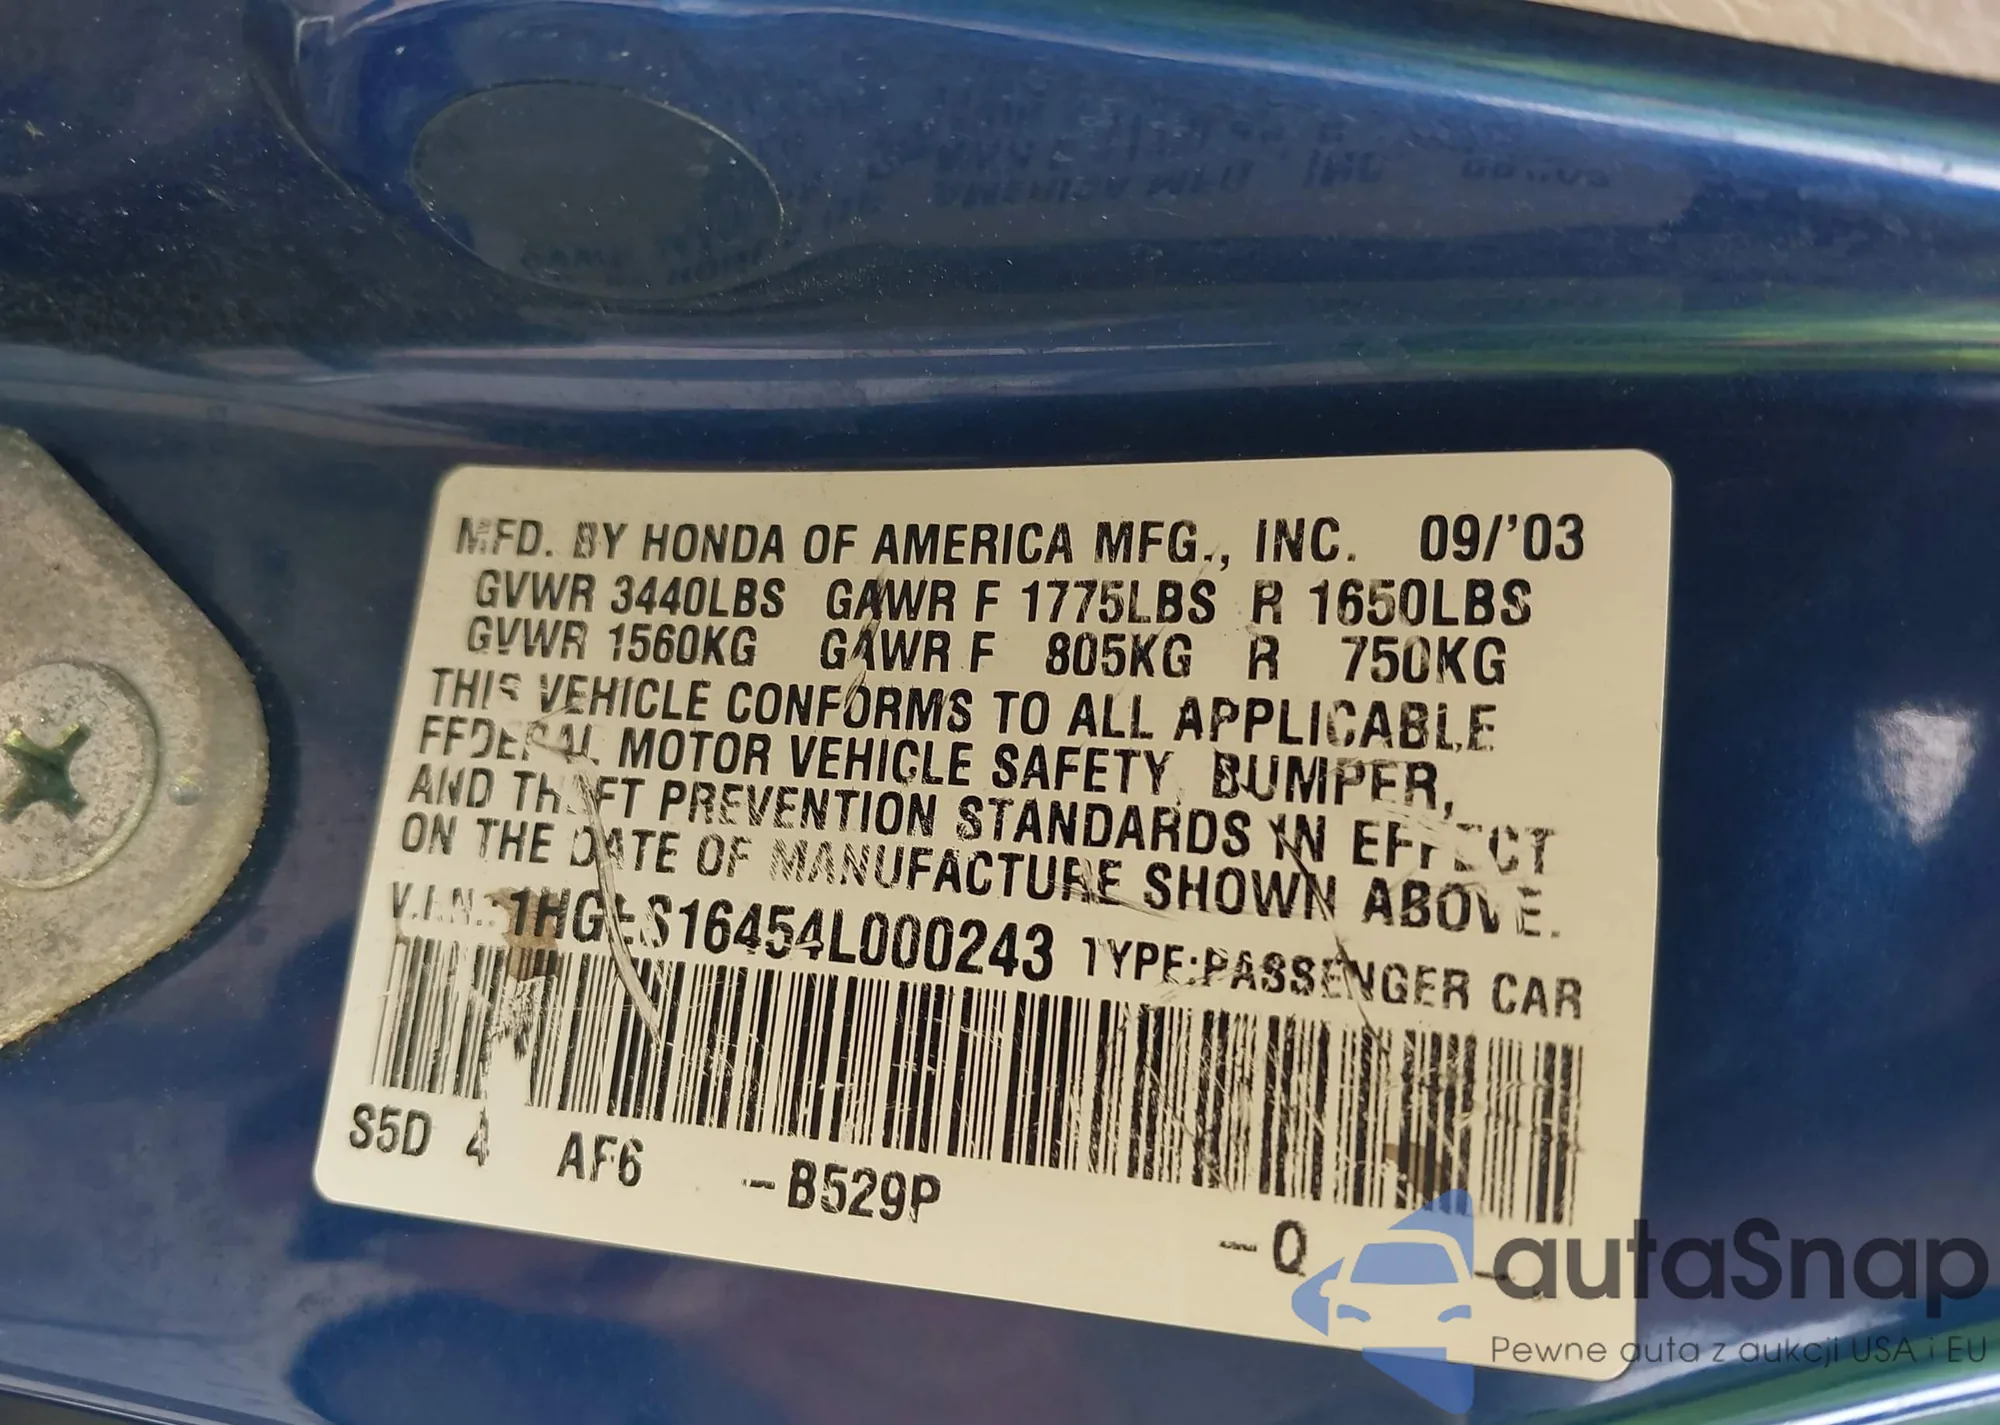 MFD. BY HONDA OF AMERICA MFG., INC. 09/'03
GVWR 3440LBS GAWR F 1775LBS R 1650LBS
GVWR 1560KG GAWR F 805KG R 750KG
THIS VEHICLE CONFORMS TO ALL APPLICABLE
FEDERAL MOTOR VEHICLE SAFETY, BUMPER,
AND THEFT PREVENTION STANDARDS IN EFFECT
ON THE DATE OF MANUFACTURE SHOWN ABOVE.
V.I.N.: 1HGES16454L000243 TYPE:PASSENGER CAR
S5D 4 AF6 -B529P -Q -
autaSnap
Pewne auta z aukcji USA i EU